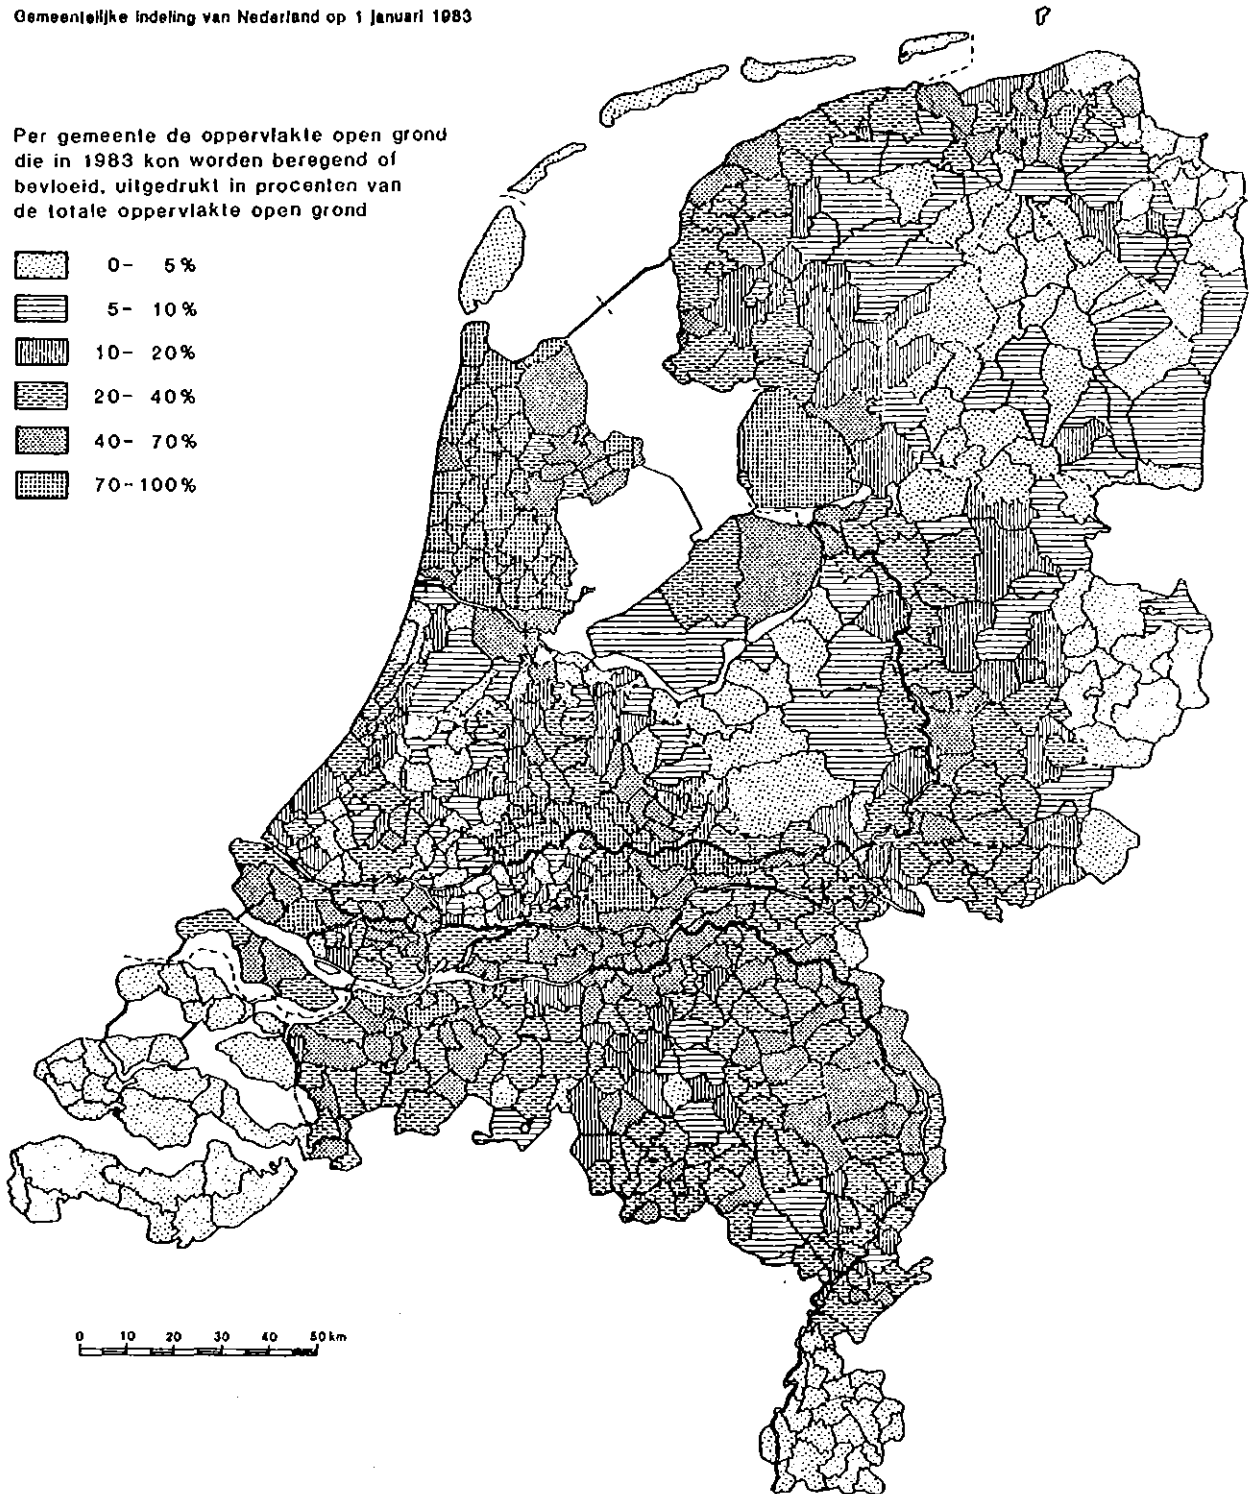 Gemeentelijke indeling van Nederland op 1 januari 1983
Per gemeente de oppervlakte open grond
die in 1983 kon worden beregend of
bevloeid, uitgedrukt in procenten van
de totale oppervlakte open grond
0- 5%
5- 10%
10- 20%
20- 40%
40- 70%
70-100%
0 10 20 30 40 50 km